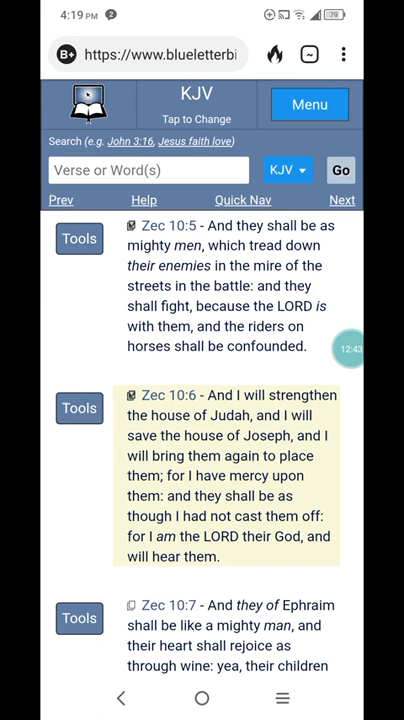 4:19 PM 2 79
B+ https://www.blueletterbi
KJV
Tap to Change
Menu
Search (e.g. John 3:16, Jesus faith love)
Verse or Word(s) KJV Go
Prev Help Quick Nav Next
Tools
Zec 10:5 - And they shall be as
mighty men, which tread down
their enemies in the mire of the
streets in the battle: and they
shall fight, because the LORD is
with them, and the riders on
horses shall be confounded.
12:43
Tools
Zec 10:6 - And I will strengthen
the house of Judah, and I will
save the house of Joseph, and I
will bring them again to place
them; for I have mercy upon
them: and they shall be as
though I had not cast them off:
for I am the LORD their God, and
will hear them.
Tools
Zec 10:7 - And they of Ephraim
shall be like a mighty man, and
their heart shall rejoice as
through wine: yea, their children